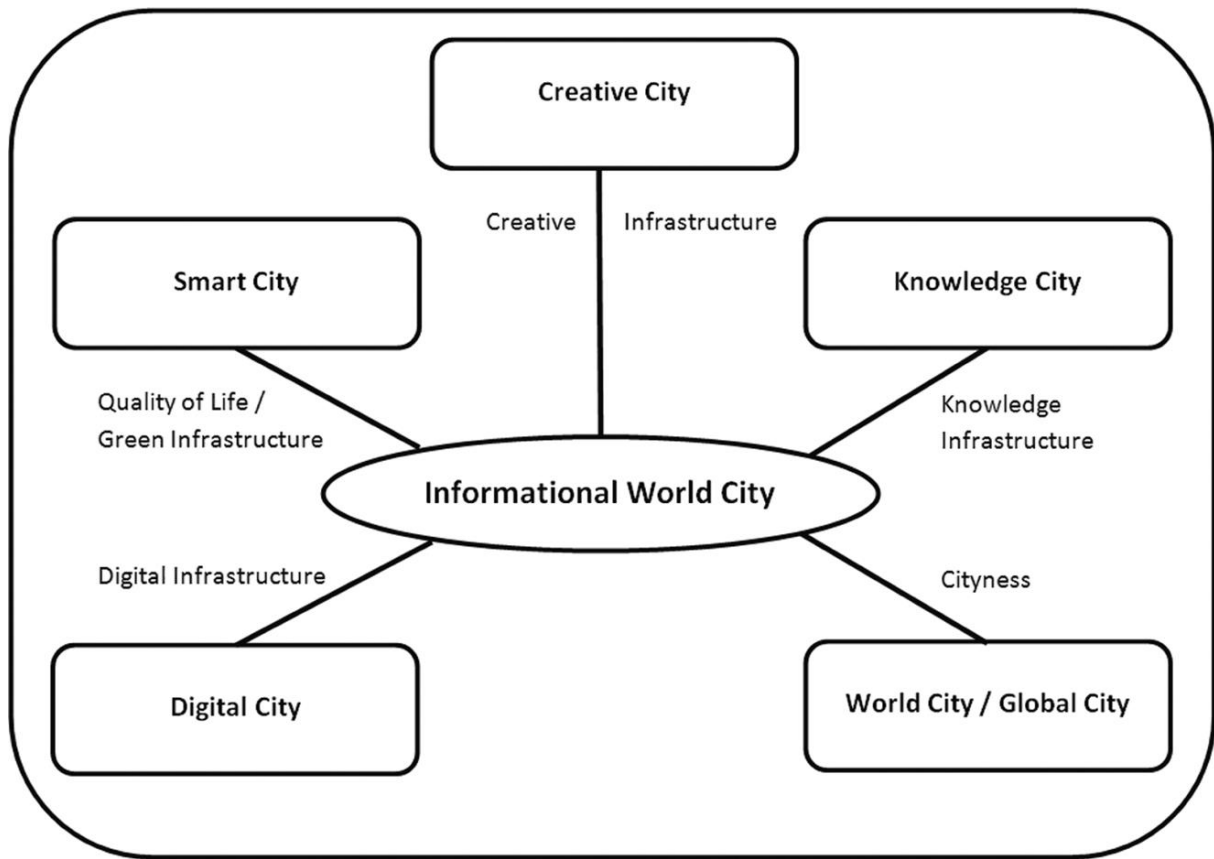 Creative City
Creative Infrastructure
Smart City
Knowledge City
Quality of Life /
Green Infrastructure
Knowledge
Infrastructure
Informational World City
Digital Infrastructure
Cityness
Digital City
World City / Global City